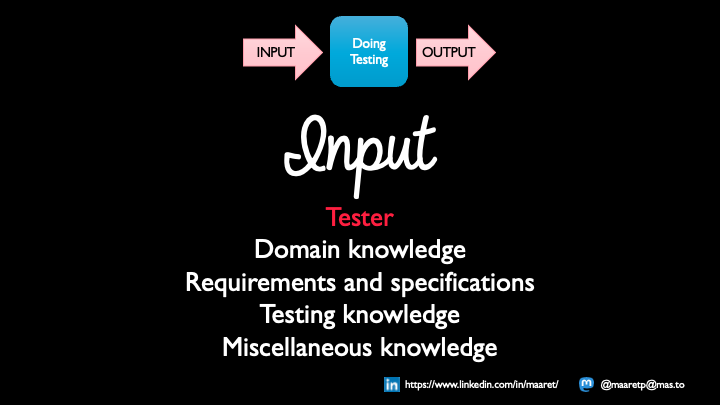 INPUT
Doing
Testing
OUTPUT
Input
Tester
Domain knowledge
Requirements and specifications
Testing knowledge
Miscellaneous knowledge
in https://www.linkedin.com/in/maaret/ m @maaretp@mas.to